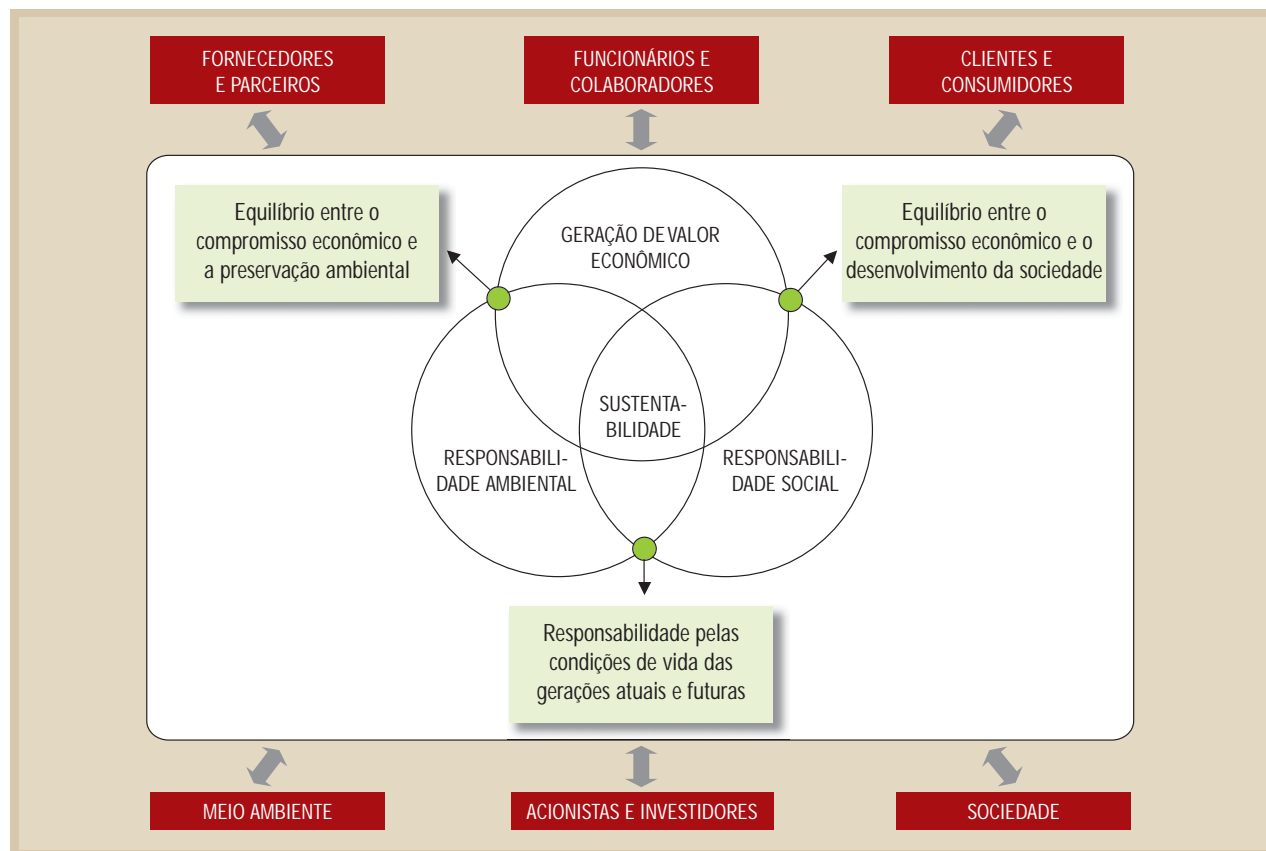 FORNECEDORES
E PARCEIROS
FUNCIONÁRIOS E
COLABORADORES
CLIENTES E
CONSUMIDORES
Equilíbrio entre o
compromisso econômico e
a preservação ambiental
GERAÇÃO DE VALOR
ECONÔMICO
Equilíbrio entre o
compromisso econômico e o
desenvolvimento da sociedade
SUSTENTA-
BILIDADE
RESPONSABILI-
DADE AMBIENTAL
RESPONSABILI-
DADE SOCIAL
Responsabilidade pelas
condições de vida das
gerações atuais e futuras
MEIO AMBIENTE
ACIONISTAS E INVESTIDORES
SOCIEDADE